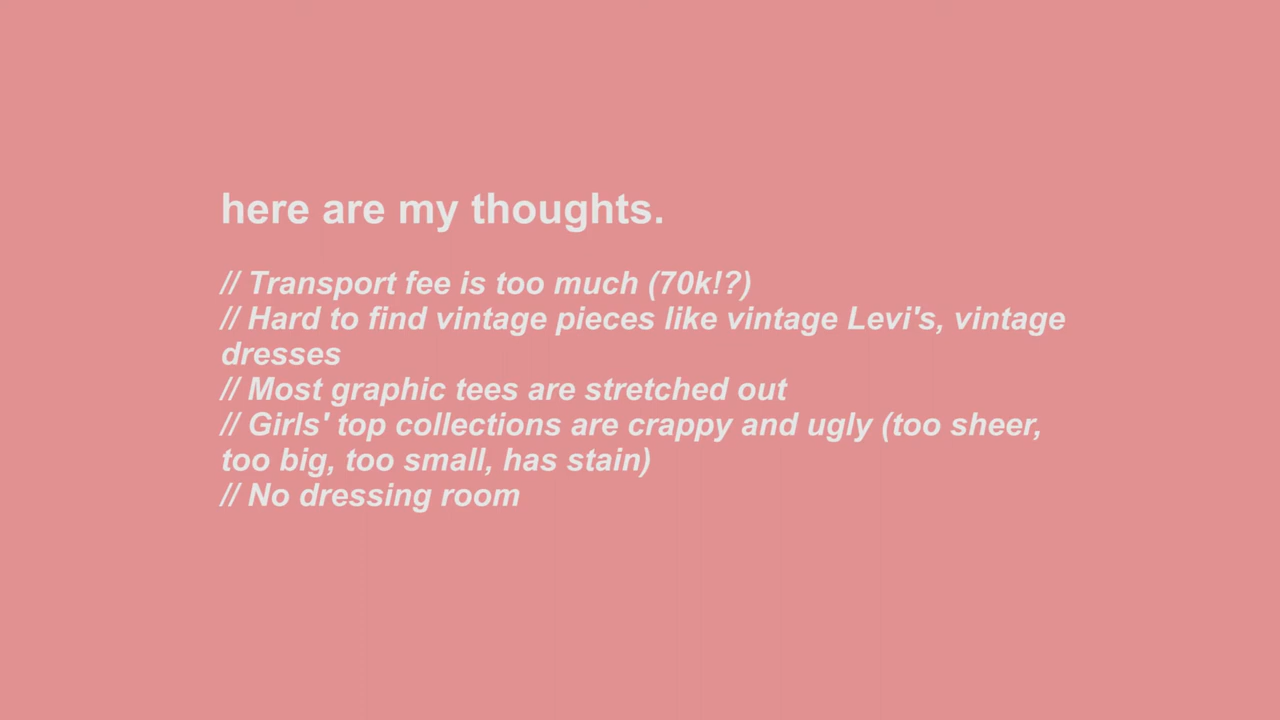 here are my thoughts.
// Transport fee is too much (70k!?)
// Hard to find vintage pieces like vintage Levi's, vintage
dresses
// Most graphic tees are stretched out
// Girls' top collections are crappy and ugly (too sheer,
too big, too small, has stain)
// No dressing room